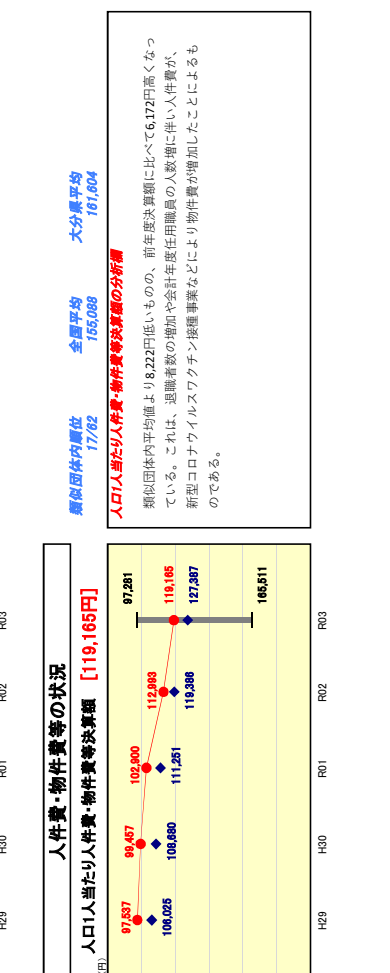 H29
H30
R01
R02
R03
人件費・物件費等の状況
人口1人当たり人件費・物件費等決算額 [119,165円]
円)
97,281
97,537
99,457
102,900
112,993
119,165
106,025
108,680
111,251
119,386
127,387
165,511
H29
H30
R01
R02
R03
類似団体内順位
17/62
全国平均
155,088
大分県平均
161,604
人口1人当たり人件費・物件費等決算額の分析欄
類似団体内平均値より8,222円低いものの、前年度決算額に比べて6,172円高くなっ
ている。これは、退職者数の増加や会計年度任用職員の人数増に伴い人件費が、
新型コロナウイルスワクチン接種事業などにより物件費が増加したことによるも
のである。